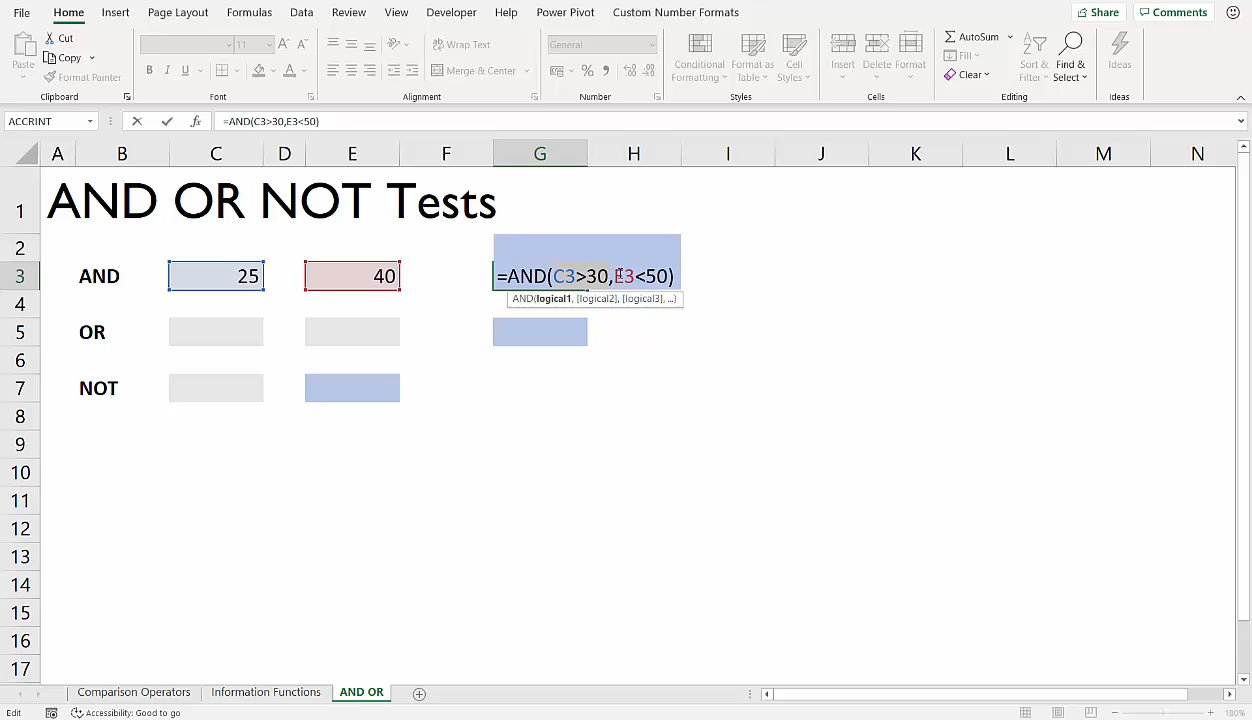 File Home Insert Page Layout Formulas Data Review View Developer Help Power Pivot Custom Number Formats Share Comments
Cut
Copy
Format Painter
Paste
11
B I U
Wrap Text
Merge & Center
General
Conditional Formatting
Format as Table
Cell Styles
Insert
Delete
Format
AutoSum
Fill
Clear
Sort & Filter
Find & Select
Ideas
Clipboard Font Alignment Number Styles Cells Editing Ideas
ACCRINT fx =AND(C3>30,E3<50)
A B C D E F G H I J K L M N
1 AND OR NOT Tests
2
3 AND 25 40 =AND(C3>30,E3<50)
AND(logical1, [logical2], [logical3], ...)
4
5 OR
6
7 NOT
8
9
10
11
12
13
14
15
16
17
Comparison Operators Information Functions AND OR
Edit Accessibility: Good to go 180%